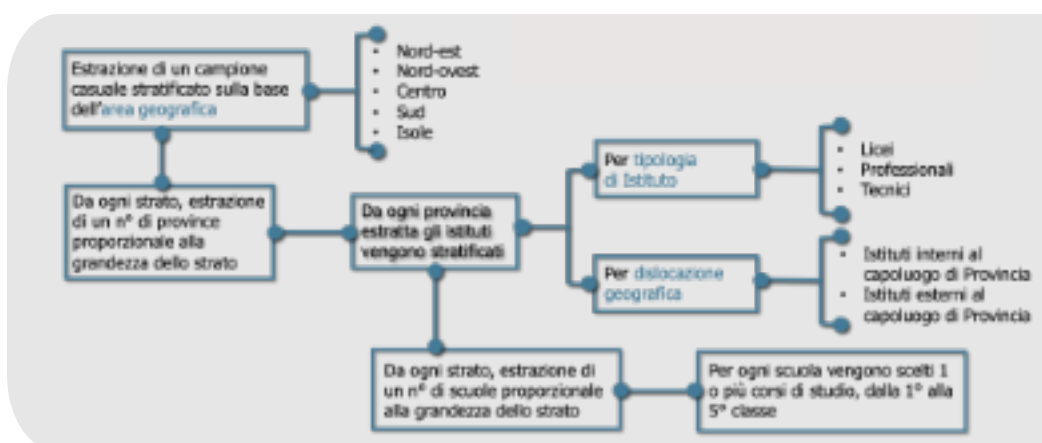 Estrazione di un campione
casuale stratificato sulla base
dell'area geografica
• Nord-est
• Nord-ovest
• Centro
• Sud
• Isole
Da ogni strato, estrazione
di un n° di province
proporzionale alla
grandezza dello strato
Da ogni provincia
estratta gli istituti
vengono stratificati
Per tipologia
di Istituto
• Licei
• Professionali
• Tecnici
Per dislocazione
geografica
• Istituti interni al
capoluogo di Provincia
• Istituti esterni al
capoluogo di Provincia
Da ogni strato, estrazione di
un n° di scuole proporzionale
alla grandezza dello strato
Per ogni scuola vengono scelti 1
o più corsi di studio, dalla 1° alla
5° classe